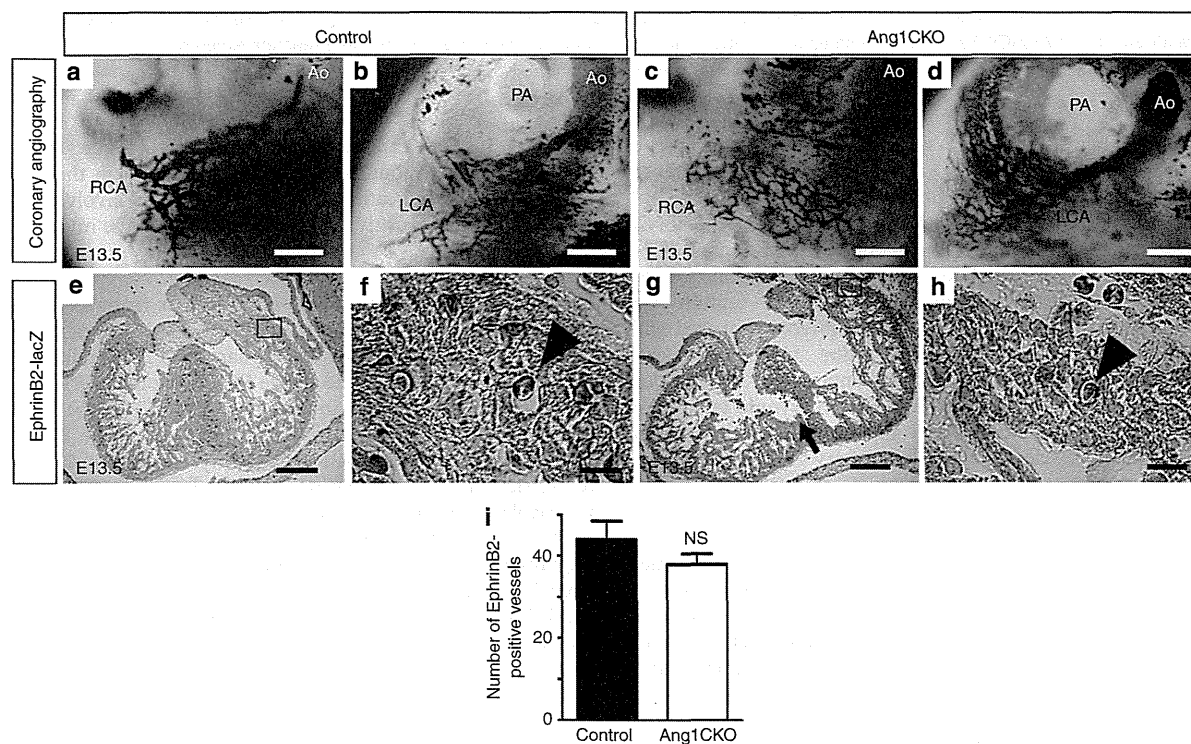 Control
Ang1CKO
Coronary angiography
a
Ao
RCA
E13.5
b
PA
Ao
LCA
c
Ao
RCA
E13.5
d
PA
Ao
LCA
EphrinB2-lacZ
e
E13.5
f
g
E13.5
h
i
Number of EphrinB2-
positive vessels
40
20
0
NS
Control
Ang1CKO